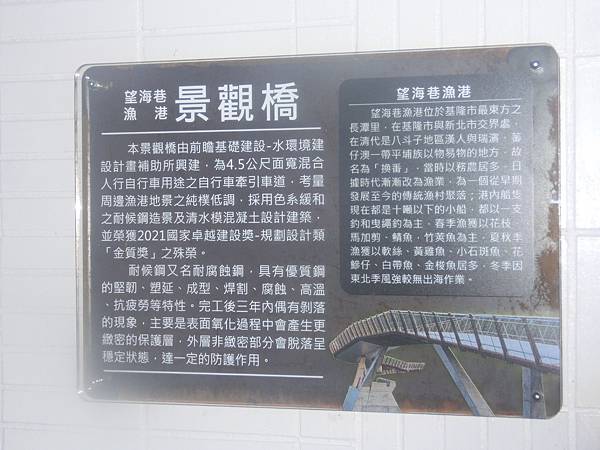 望海巷
漁　港
景觀橋
本景觀橋由前瞻基礎建設-水環境建
設計畫補助所興建，為4.5公尺面寬混合
人行自行車用途之自行車牽引車道，考量
周邊漁港地景之純樸低調，採用色系緩和
之耐候鋼造景及清水模混凝土設計建築，
並榮獲2021國家卓越建設獎-規劃設計類
「金質獎」之殊榮。
耐候鋼又名耐腐蝕鋼，具有優質鋼
的堅韌、塑延、成型、焊割、腐蝕、高溫
、抗疲勞等特性。完工後三年內偶有剝落
的現象，主要是表面氧化過程中會產生更
緻密的保護層，外層非緻密部分會脫落呈
穩定狀態，達一定的防護作用。
望海巷漁港
望海巷漁港位於基隆市最東方之
長潭里，在基隆市與新北市交界處，
在清代是八斗子地區漢人與瑞濱、蕃
仔澳一帶平埔族以物易物的地方，故
名為「換番」，當時以務農居多，日
據時代漸漸改為漁業，為一個從早期
發展至今的傳統漁村聚落；港內船隻
現在都是十噸以下的小船，都以一支
釣和曳繩釣為主，春季漁獲以花枝、
馬加剪、鯖魚，竹筴魚為主，夏秋季
漁獲以軟絲、黃雞魚、小石斑魚、花
鰺仔、白帶魚、金梭魚居多，冬季因
東北季風強較無出海作業。